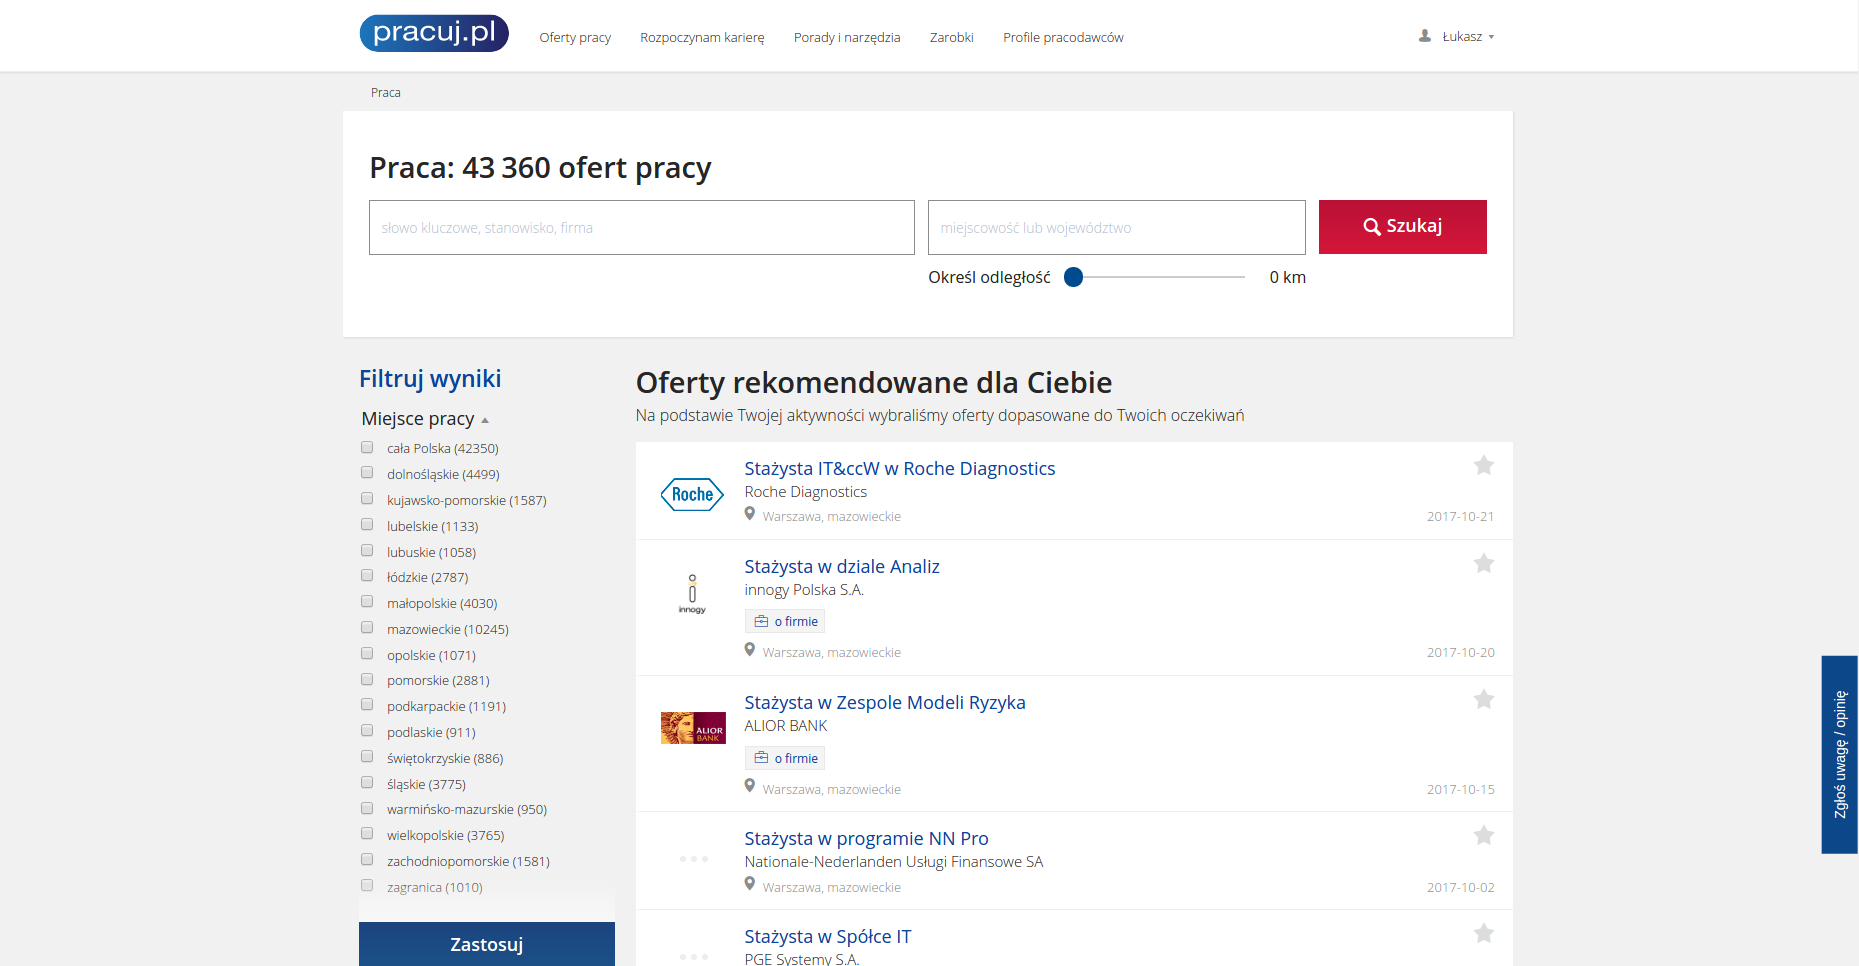 pracuj.pl
Oferty pracy Rozpoczynam karierę Porady i narzędzia Zarobki Profile pracodawców Łukasz
Praca
Praca: 43 360 ofert pracy
słowo kluczowe, stanowisko, firma
miejscowość lub województwo
Szukaj
Określ odległość 0 km
Filtruj wyniki
Miejsce pracy
cała Polska (42350)
dolnośląskie (4499)
kujawsko-pomorskie (1587)
lubelskie (1133)
lubuskie (1058)
łódzkie (2787)
małopolskie (4030)
mazowieckie (10245)
opolskie (1071)
pomorskie (2881)
podkarpackie (1191)
podlaskie (911)
świętokrzyskie (886)
śląskie (3775)
warmińsko-mazurskie (950)
wielkopolskie (3765)
zachodniopomorskie (1581)
zagranica (1010)
Zastosuj
Oferty rekomendowane dla Ciebie
Na podstawie Twojej aktywności wybraliśmy oferty dopasowane do Twoich oczekiwań
Roche
Stażysta IT&ccW w Roche Diagnostics
Roche Diagnostics
Warszawa, mazowieckie 2017-10-21
innogy
Stażysta w dziale Analiz
innogy Polska S.A.
o firmie
Warszawa, mazowieckie 2017-10-20
ALIOR
BANK
Stażysta w Zespole Modeli Ryzyka
ALIOR BANK
o firmie
Warszawa, mazowieckie 2017-10-15
Stażysta w programie NN Pro
Nationale-Nederlanden Usługi Finansowe SA
Warszawa, mazowieckie 2017-10-02
Stażysta w Spółce IT
PGE Systemy S.A.
Zgłoś uwagę / opinię